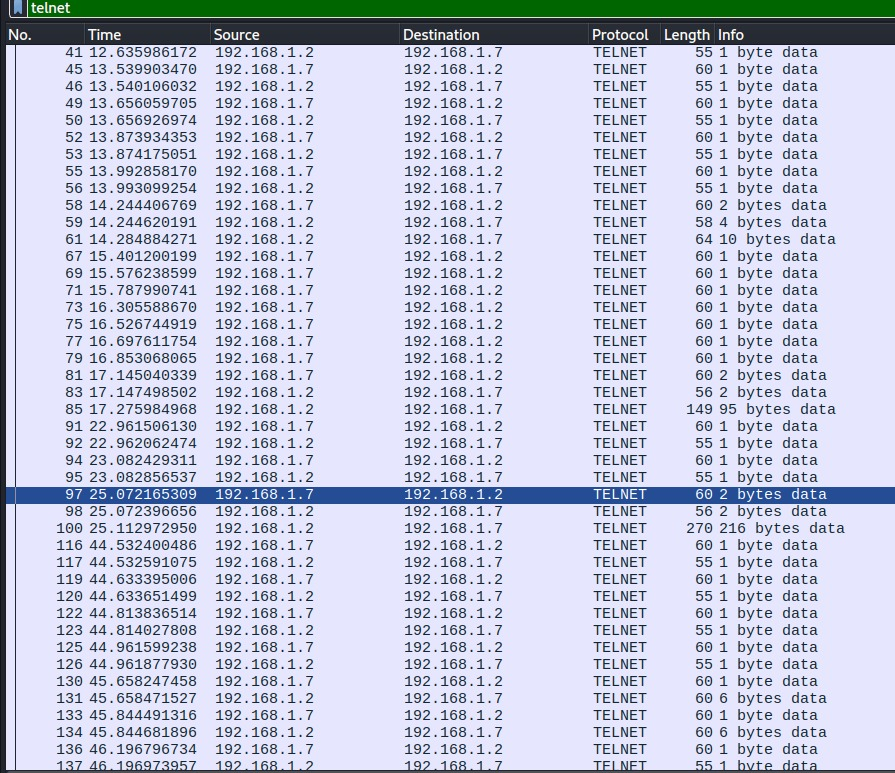 telnet
No. Time Source Destination Protocol Length Info
41 12.635986172 192.168.1.2 192.168.1.7 TELNET 55 1 byte data
45 13.539903470 192.168.1.7 192.168.1.2 TELNET 60 1 byte data
46 13.540106032 192.168.1.2 192.168.1.7 TELNET 55 1 byte data
49 13.656059705 192.168.1.7 192.168.1.2 TELNET 60 1 byte data
50 13.656926974 192.168.1.2 192.168.1.7 TELNET 55 1 byte data
52 13.873934353 192.168.1.7 192.168.1.2 TELNET 60 1 byte data
53 13.874175051 192.168.1.2 192.168.1.7 TELNET 55 1 byte data
55 13.992858170 192.168.1.7 192.168.1.2 TELNET 60 1 byte data
56 13.993099254 192.168.1.2 192.168.1.7 TELNET 55 1 byte data
58 14.244406769 192.168.1.7 192.168.1.2 TELNET 60 2 bytes data
59 14.244620191 192.168.1.2 192.168.1.7 TELNET 58 4 bytes data
61 14.284884271 192.168.1.2 192.168.1.7 TELNET 64 10 bytes data
67 15.401200199 192.168.1.7 192.168.1.2 TELNET 60 1 byte data
69 15.576238599 192.168.1.7 192.168.1.2 TELNET 60 1 byte data
71 15.787990741 192.168.1.7 192.168.1.2 TELNET 60 1 byte data
73 16.305588670 192.168.1.7 192.168.1.2 TELNET 60 1 byte data
75 16.526744919 192.168.1.7 192.168.1.2 TELNET 60 1 byte data
77 16.697611754 192.168.1.7 192.168.1.2 TELNET 60 1 byte data
79 16.853068065 192.168.1.7 192.168.1.2 TELNET 60 1 byte data
81 17.145040339 192.168.1.7 192.168.1.2 TELNET 60 2 bytes data
83 17.147498502 192.168.1.2 192.168.1.7 TELNET 56 2 bytes data
85 17.275984968 192.168.1.2 192.168.1.7 TELNET 149 95 bytes data
91 22.961506130 192.168.1.7 192.168.1.2 TELNET 60 1 byte data
92 22.962062474 192.168.1.2 192.168.1.7 TELNET 55 1 byte data
94 23.082429311 192.168.1.7 192.168.1.2 TELNET 60 1 byte data
95 23.082856537 192.168.1.2 192.168.1.7 TELNET 55 1 byte data
97 25.072165309 192.168.1.7 192.168.1.2 TELNET 60 2 bytes data
98 25.072396656 192.168.1.2 192.168.1.7 TELNET 56 2 bytes data
100 25.112972950 192.168.1.2 192.168.1.7 TELNET 270 216 bytes data
116 44.532400486 192.168.1.7 192.168.1.2 TELNET 60 1 byte data
117 44.532591075 192.168.1.2 192.168.1.7 TELNET 55 1 byte data
119 44.633395006 192.168.1.7 192.168.1.2 TELNET 60 1 byte data
120 44.633651499 192.168.1.2 192.168.1.7 TELNET 55 1 byte data
122 44.813836514 192.168.1.7 192.168.1.2 TELNET 60 1 byte data
123 44.814027808 192.168.1.2 192.168.1.7 TELNET 55 1 byte data
125 44.961599238 192.168.1.7 192.168.1.2 TELNET 60 1 byte data
126 44.961877930 192.168.1.2 192.168.1.7 TELNET 55 1 byte data
130 45.658247458 192.168.1.7 192.168.1.2 TELNET 60 1 byte data
131 45.658471527 192.168.1.2 192.168.1.7 TELNET 60 6 bytes data
133 45.844491316 192.168.1.7 192.168.1.2 TELNET 60 1 byte data
134 45.844681896 192.168.1.2 192.168.1.7 TELNET 60 6 bytes data
136 46.196796734 192.168.1.7 192.168.1.2 TELNET 60 1 byte data
137 46.196973957 192.168.1.2 192.168.1.7 TELNET 55 1 byte data